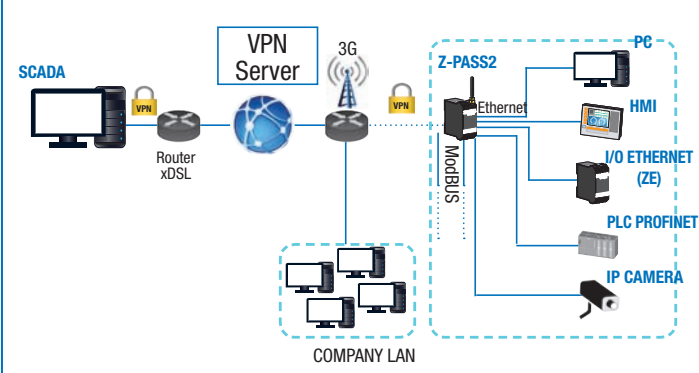 SCADA
VPN
Router
xDSL
VPN
Server
3G
VPN
Z-PASS2
Ethernet
ModBUS
PC
HMI
I/O ETHERNET
(ZE)
PLC PROFINET
IP CAMERA
COMPANY LAN